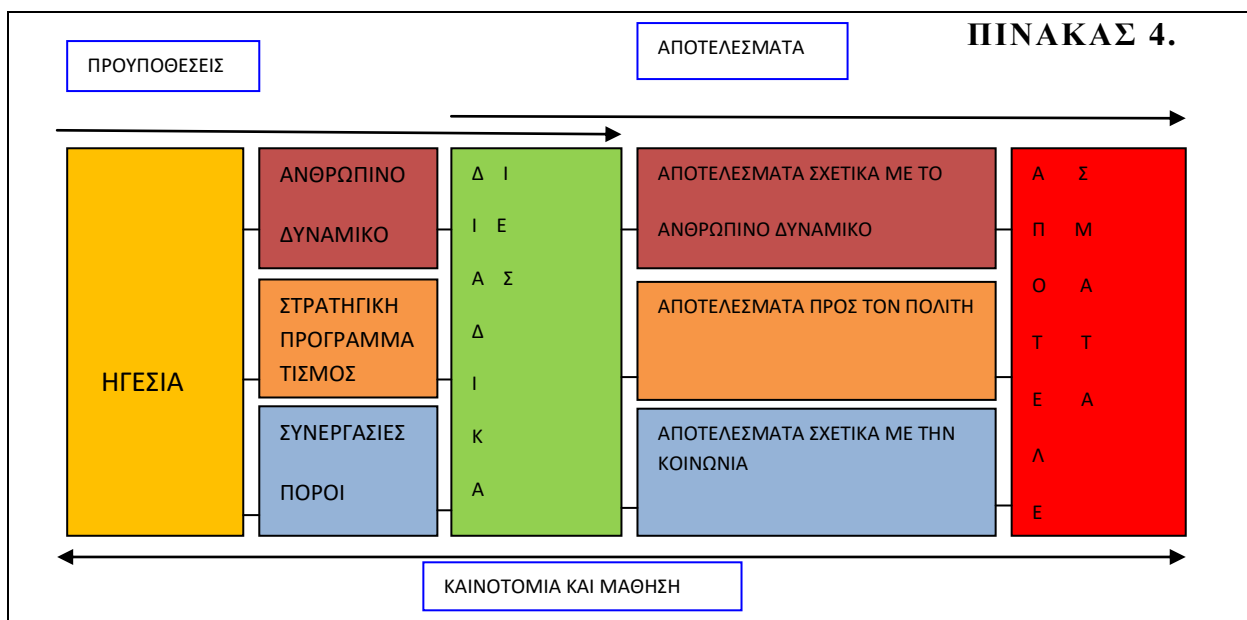 ΠΙΝΑΚΑΣ 4.
ΠΡΟΥΠΟΘΕΣΕΙΣ
ΑΠΟΤΕΛΕΣΜΑΤΑ
ΗΓΕΣΙΑ
ΑΝΘΡΩΠΙΝΟ
ΔΥΝΑΜΙΚΟ
ΣΤΡΑΤΗΓΙΚΗ
ΠΡΟΓΡΑΜΜΑ
ΤΙΣΜΟΣ
ΣΥΝΕΡΓΑΣΙΕΣ
ΠΟΡΟΙ
Δ Ι
Ι Ε
Α Σ
Δ
Ι
Κ
Α
ΑΠΟΤΕΛΕΣΜΑΤΑ ΣΧΕΤΙΚΑ ΜΕ ΤΟ
ΑΝΘΡΩΠΙΝΟ ΔΥΝΑΜΙΚΟ
ΑΠΟΤΕΛΕΣΜΑΤΑ ΠΡΟΣ ΤΟΝ ΠΟΛΙΤΗ
ΑΠΟΤΕΛΕΣΜΑΤΑ ΣΧΕΤΙΚΑ ΜΕ ΤΗΝ
ΚΟΙΝΩΝΙΑ
Α Σ
Π Μ
Ο Α
Τ Τ
Ε Α
Λ
Ε
ΚΑΙΝΟΤΟΜΙΑ ΚΑΙ ΜΑΘΗΣΗ